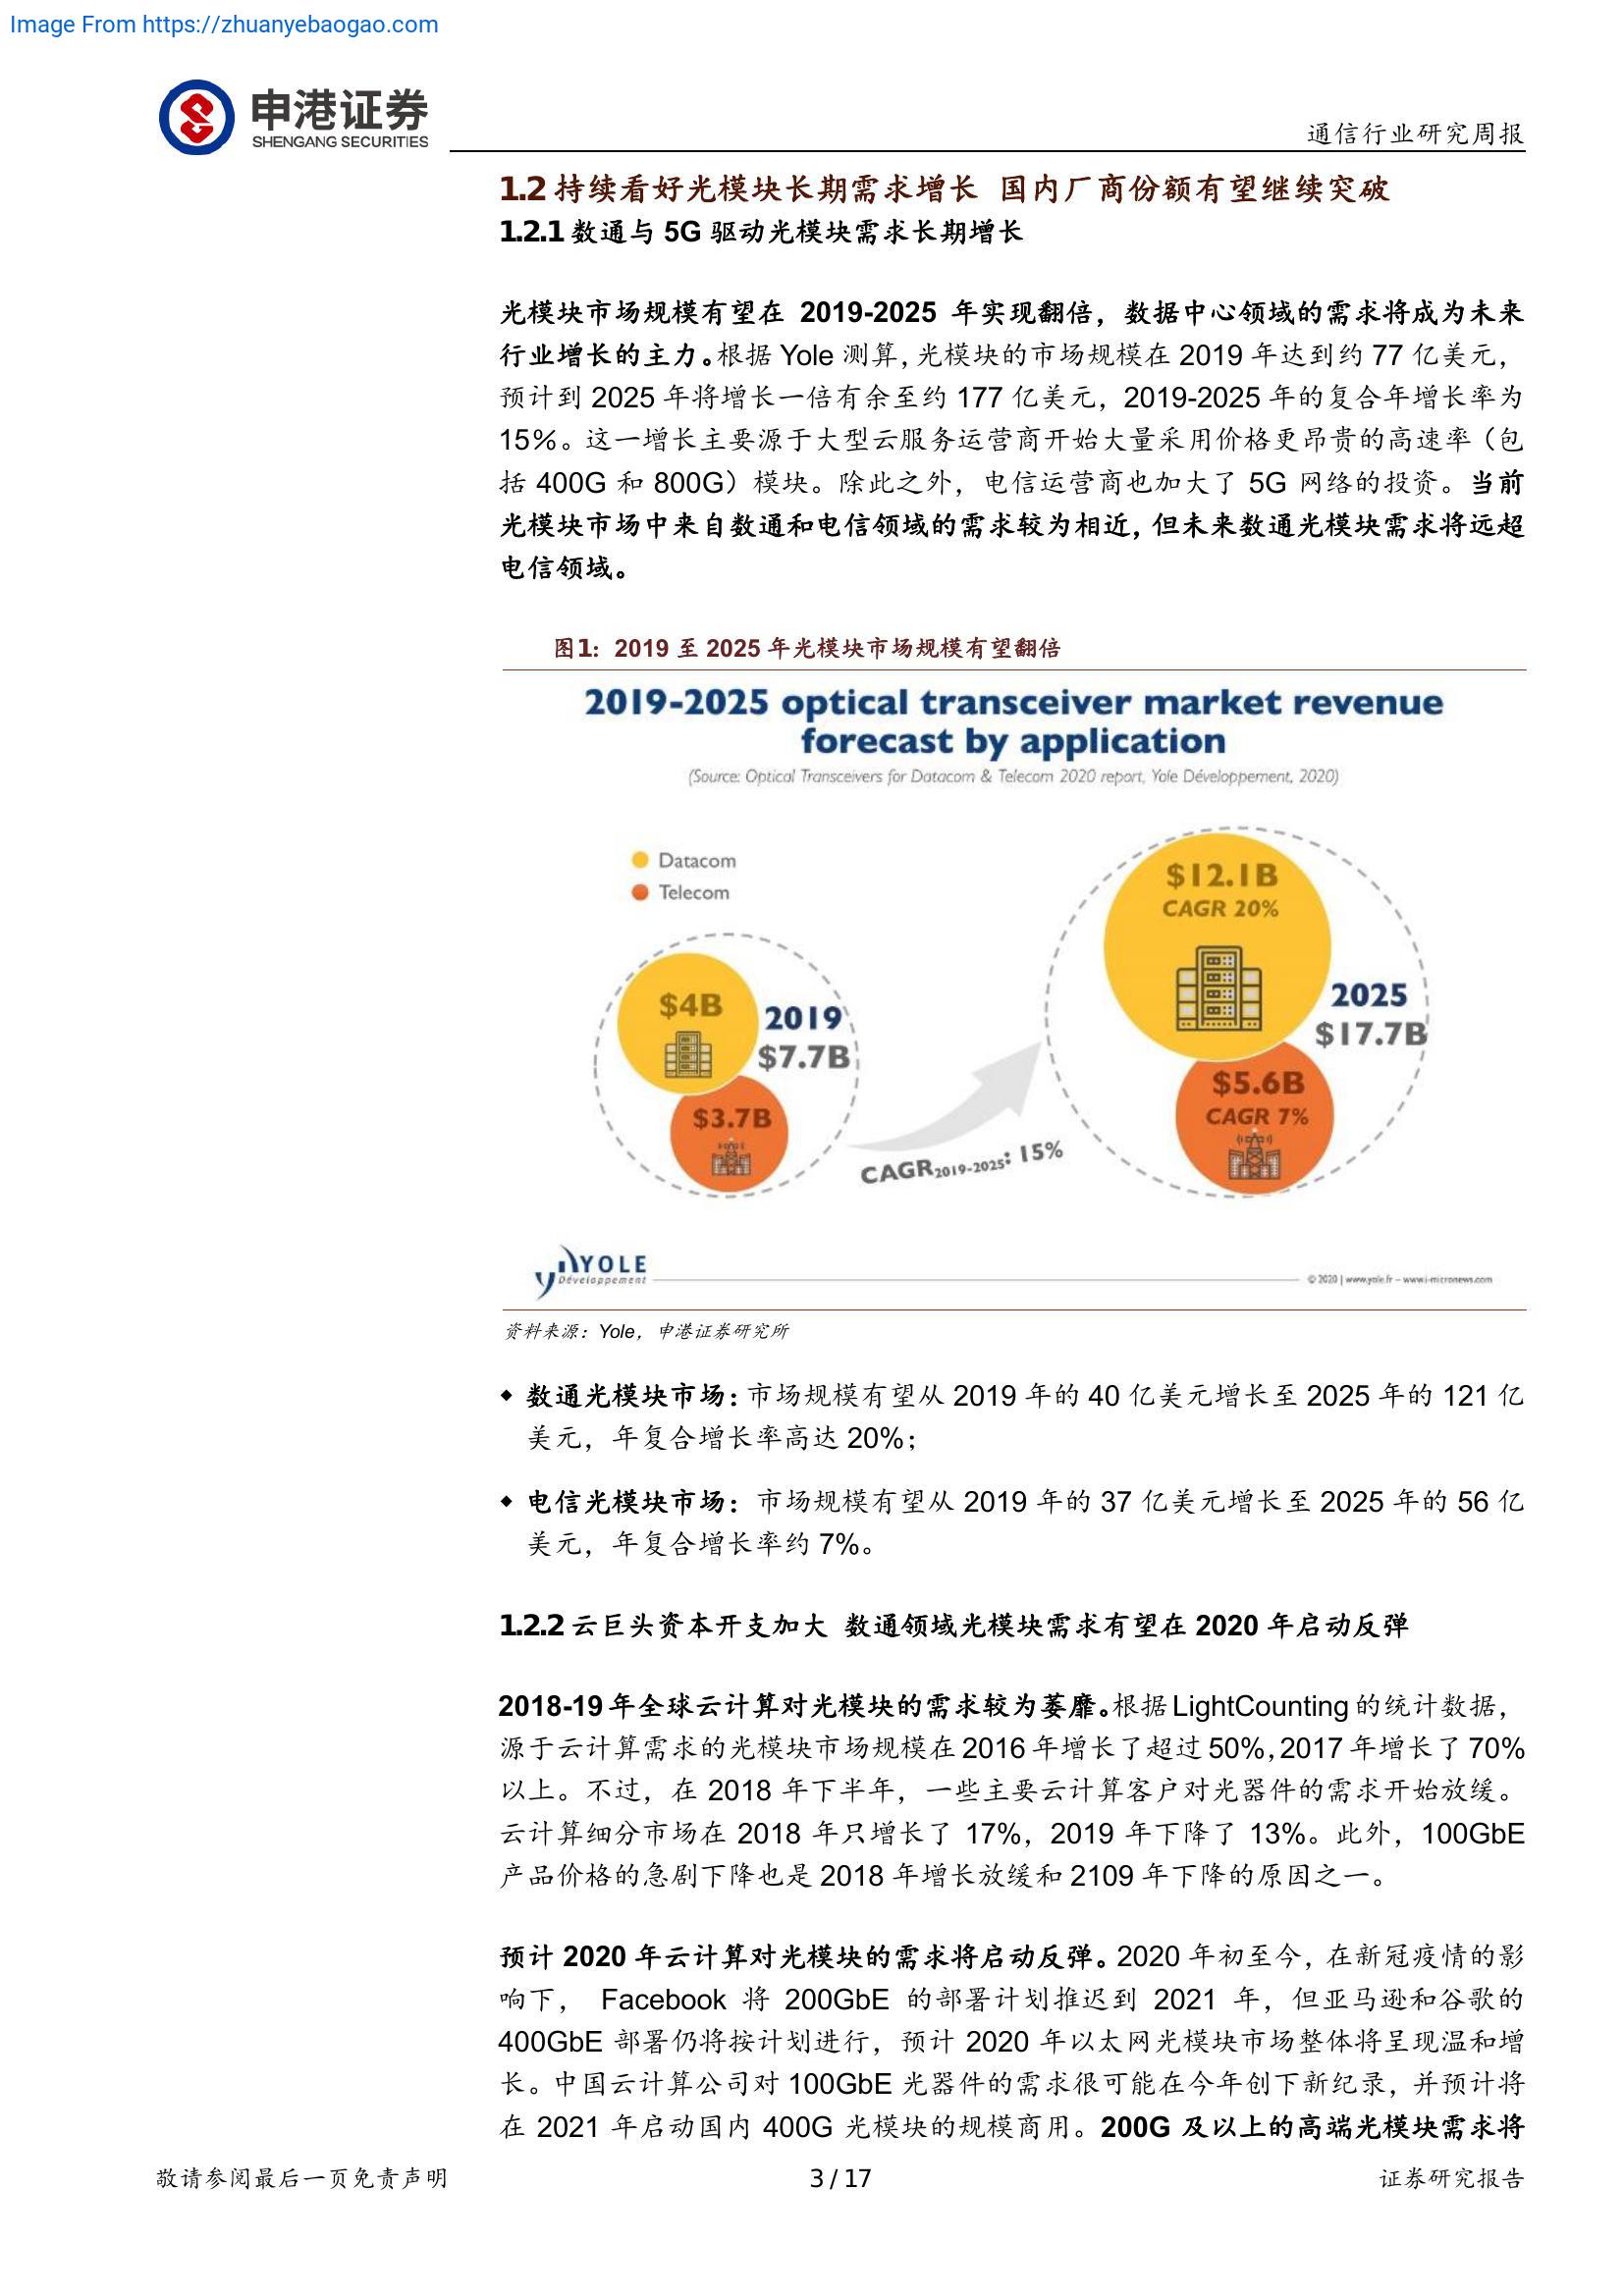 Image From https://zhuanyebaogao.com
申港证券
SHENGANG SECURITIES
通信行业研究周报
1.2 持续看好光模块长期需求增长 国内厂商份额有望继续突破
1.2.1 数通与 5G 驱动光模块需求长期增长
光模块市场规模有望在 2019-2025 年实现翻倍，数据中心领域的需求将成为未来
行业增长的主力。根据 Yole 测算，光模块的市场规模在 2019 年达到约 77 亿美元，
预计到 2025 年将增长一倍有余至约 177 亿美元，2019-2025 年的复合年增长率为
15%。这一增长主要源于大型云服务运营商开始大量采用价格更昂贵的高速率（包
括 400G 和 800G）模块。除此之外，电信运营商也加大了 5G 网络的投资。当前
光模块市场中来自数通和电信领域的需求较为相近，但未来数通光模块需求将远超
电信领域。
图1：2019 至 2025 年光模块市场规模有望翻倍
2019-2025 optical transceiver market revenue
forecast by application
(Source: Optical Transceivers for Datacom & Telecom 2020 report, Yole Développement, 2020)
Datacom
Telecom
$4B
2019
$7.7B
$3.7B
CAGR2019-2025: 15%
$12.1B
CAGR 20%
2025
$17.7B
$5.6B
CAGR 7%
YOLE
Développement
© 2020 | www.yole.fr – www.i-micronews.com
资料来源：Yole，申港证券研究所
◆ 数通光模块市场：市场规模有望从 2019 年的 40 亿美元增长至 2025 年的 121 亿
美元，年复合增长率高达 20%；
◆ 电信光模块市场：市场规模有望从 2019 年的 37 亿美元增长至 2025 年的 56 亿
美元，年复合增长率约 7%。
1.2.2 云巨头资本开支加大 数通领域光模块需求有望在 2020 年启动反弹
2018-19 年全球云计算对光模块的需求较为萎靡。根据 LightCounting 的统计数据，
源于云计算需求的光模块市场规模在 2016 年增长了超过 50%，2017 年增长了 70%
以上。不过，在 2018 年下半年，一些主要云计算客户对光器件的需求开始放缓。
云计算细分市场在 2018 年只增长了 17%，2019 年下降了 13%。此外，100GbE
产品价格的急剧下降也是 2018 年增长放缓和 2109 年下降的原因之一。
预计 2020 年云计算对光模块的需求将启动反弹。2020 年初至今，在新冠疫情的影
响下， Facebook 将 200GbE 的部署计划推迟到 2021 年，但亚马逊和谷歌的
400GbE 部署仍将按计划进行，预计 2020 年以太网光模块市场整体将呈现温和增
长。中国云计算公司对 100GbE 光器件的需求很可能在今年创下新纪录，并预计将
在 2021 年启动国内 400G 光模块的规模商用。200G 及以上的高端光模块需求将
敬请参阅最后一页免责声明
3 / 17
证券研究报告